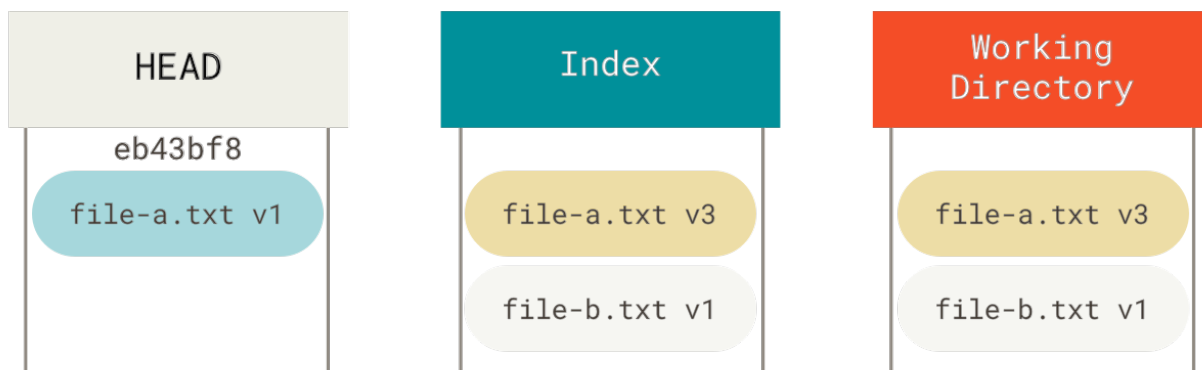 HEAD
Index
Working
Directory
eb43bf8
file-a.txt v1
file-a.txt v3
file-a.txt v3
file-b.txt v1
file-b.txt v1